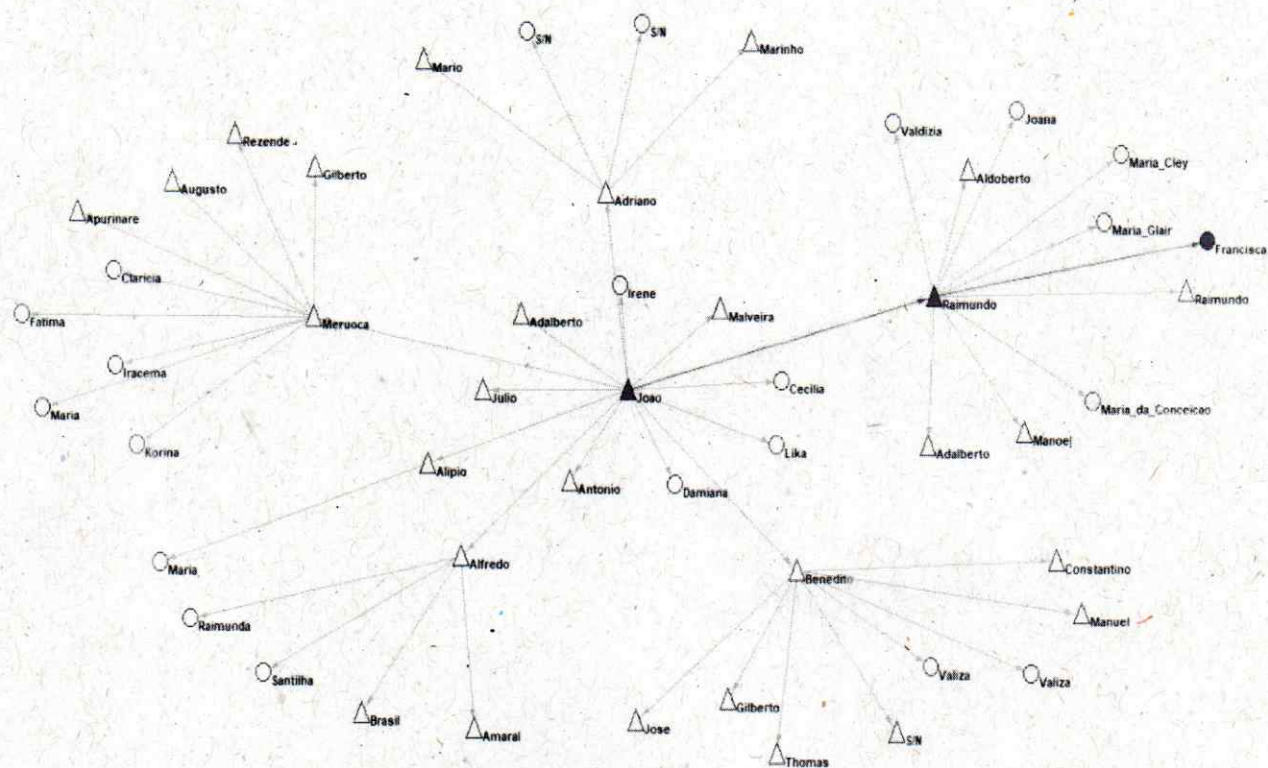 S/N
S/N
Marinho
Mario
Joana
Valdizia
Rezende
Maria_Cley
Gilberto
Aldoberto
Augusto
Adriano
Apurinare
Maria_Glair
Francisca
Claricia
Irene
Raimundo
Raimundo
Fatima
Meruoca
Adalberto
Malveira
Iracema
Julio
Joao
Cecilia
Maria
Maria_da_Conceicao
Korina
Lika
Adalberto
Manoel
Alipio
Antonio
Damiana
Maria
Alfredo
Benedito
Constantino
Raimunda
Manuel
Santilha
Valiza
Valiza
Brasil
Amaral
Jose
Gilberto
S/N
Thomas